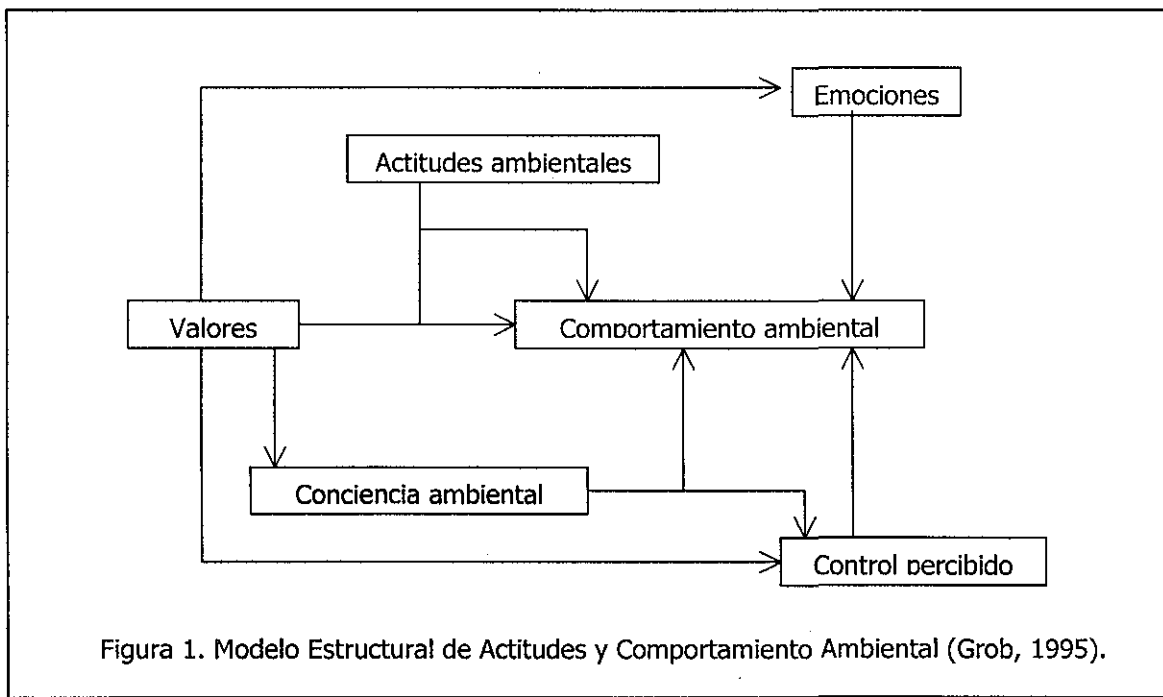 Emociones
Actitudes ambientales
Valores
Comportamiento ambiental
Conciencia ambiental
Control percibido
Figura 1. Modelo Estructural de Actitudes y Comportamiento Ambiental (Grob, 1995).